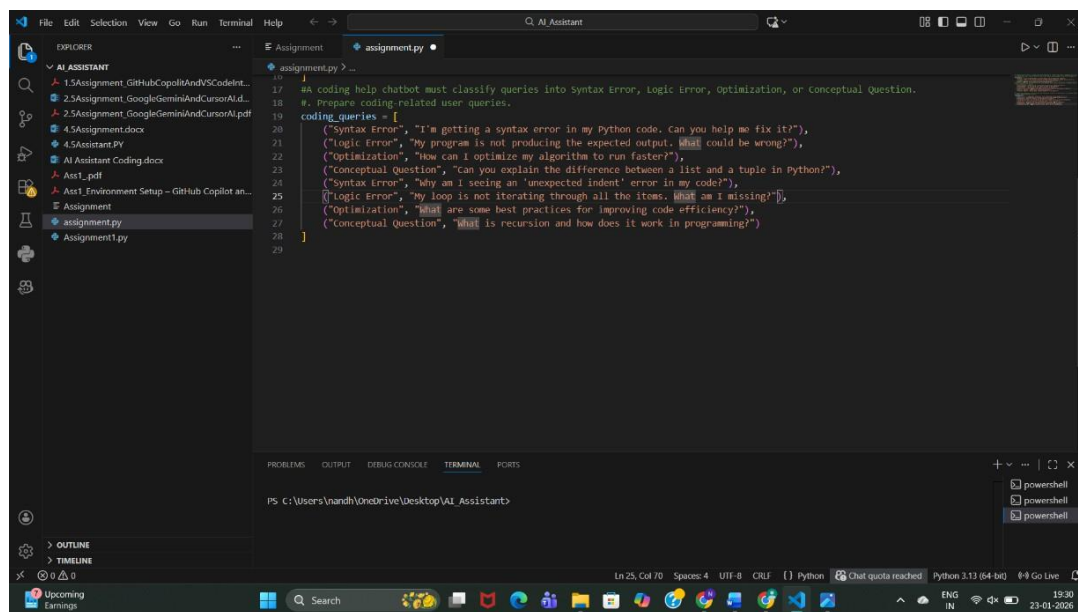 File Edit Selection View Go Run Terminal Help
AI_Assistant
EXPLORER
AI_ASSISTANT
1.5Assignment_GitHubCopolitAndVSCodeInt...
2.5Assignment_GoogleGeminiAndCursorAI.d...
2.5Assignment_GoogleGeminiAndCursorAI.pdf
4.5Assignment.docx
4.5Assistant.PY
AI Assistant Coding.docx
Ass1_.pdf
Ass1_Environment Setup – GitHub Copilot an...
Assignment
assignment.py
Assignment1.py
OUTLINE
TIMELINE
Assignment
assignment.py
assignment.py > ...
16 ]
17 #A coding help chatbot must classify queries into Syntax Error, Logic Error, Optimization, or Conceptual Question.
18 #. Prepare coding-related user queries.
19 coding_queries = [
20 ("Syntax Error", "I'm getting a syntax error in my Python code. Can you help me fix it?"),
21 ("Logic Error", "My program is not producing the expected output. What could be wrong?"),
22 ("Optimization", "How can I optimize my algorithm to run faster?"),
23 ("Conceptual Question", "Can you explain the difference between a list and a tuple in Python?"),
24 ("Syntax Error", "Why am I seeing an 'unexpected indent' error in my code?"),
25 ("Logic Error", "My loop is not iterating through all the items. What am I missing?"),
26 ("Optimization", "What are some best practices for improving code efficiency?"),
27 ("Conceptual Question", "What is recursion and how does it work in programming?")
28 ]
29
PROBLEMS OUTPUT DEBUG CONSOLE TERMINAL PORTS
PS C:\Users\nandh\OneDrive\Desktop\AI_Assistant>
powershell
powershell
powershell
0 0
Ln 25, Col 70 Spaces: 4 UTF-8 CRLF {} Python Chat quota reached Python 3.13 (64-bit) Go Live
Upcoming
Earnings
Search
ENG
IN
19:30
23-01-2026